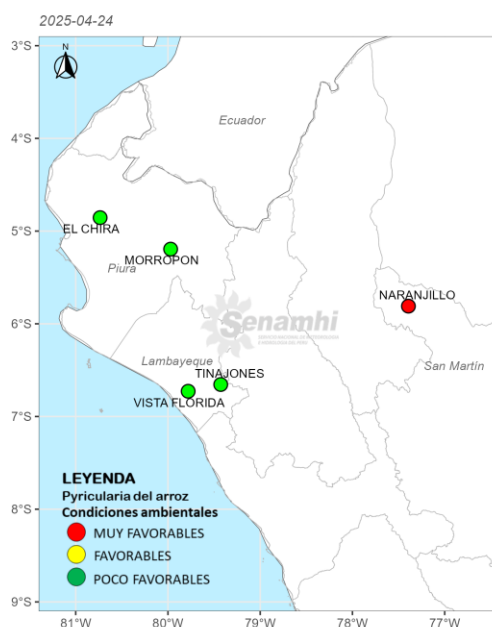 2025-04-24
3°S
N
4°S
Ecuador
5°S
EL CHIRA
MORROPON
Piura
NARANJILLO
6°S
Senamhi
Lambayeque
TINAJONES
San Martín
VISTA FLORIDA
7°S
LEYENDA
Pyricularia del arroz
Condiciones ambientales
8°S
MUY FAVORABLES
FAVORABLES
POCO FAVORABLES
9°S
81°W 80°W 79°W 78°W 77°W